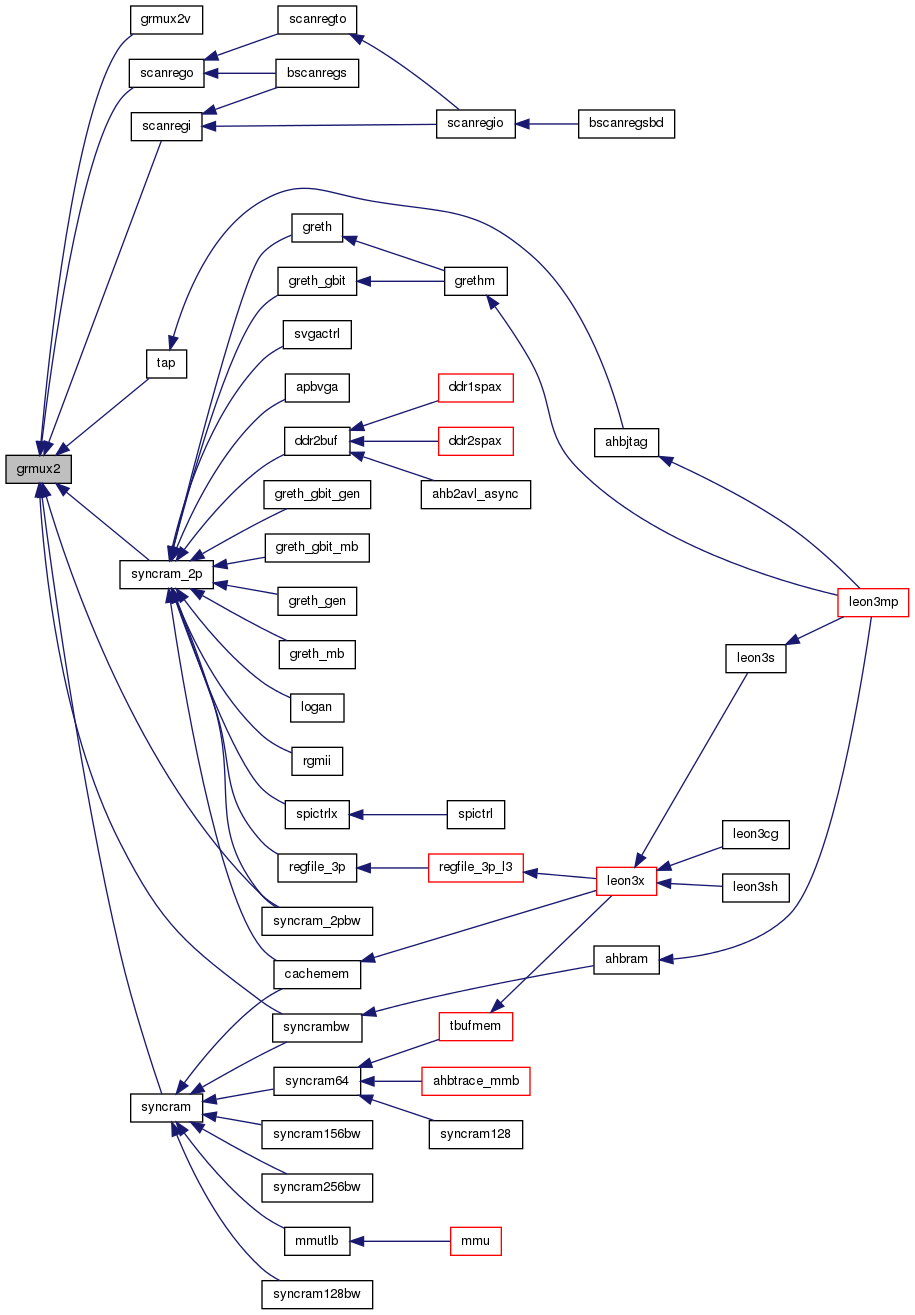 grmux2v
scanregto
scanrego
bscanregs
scanregi
scanregio
bscanregsbd
greth
greth_gbit
grethm
svgactrl
tap
apbvga
ddr1spax
ddr2buf
ddr2spax
ahbjtag
grmux2
greth_gbit_gen
ahb2avl_async
greth_gbit_mb
syncram_2p
greth_gen
leon3mp
greth_mb
leon3s
logan
rgmii
spictrlx
spictrl
leon3cg
regfile_3p
regfile_3p_l3
leon3x
leon3sh
syncram_2pbw
cachemem
ahbram
syncrambw
tbufmem
syncram64
ahbtrace_mmb
syncram
syncram156bw
syncram128
syncram256bw
mmutlb
mmu
syncram128bw